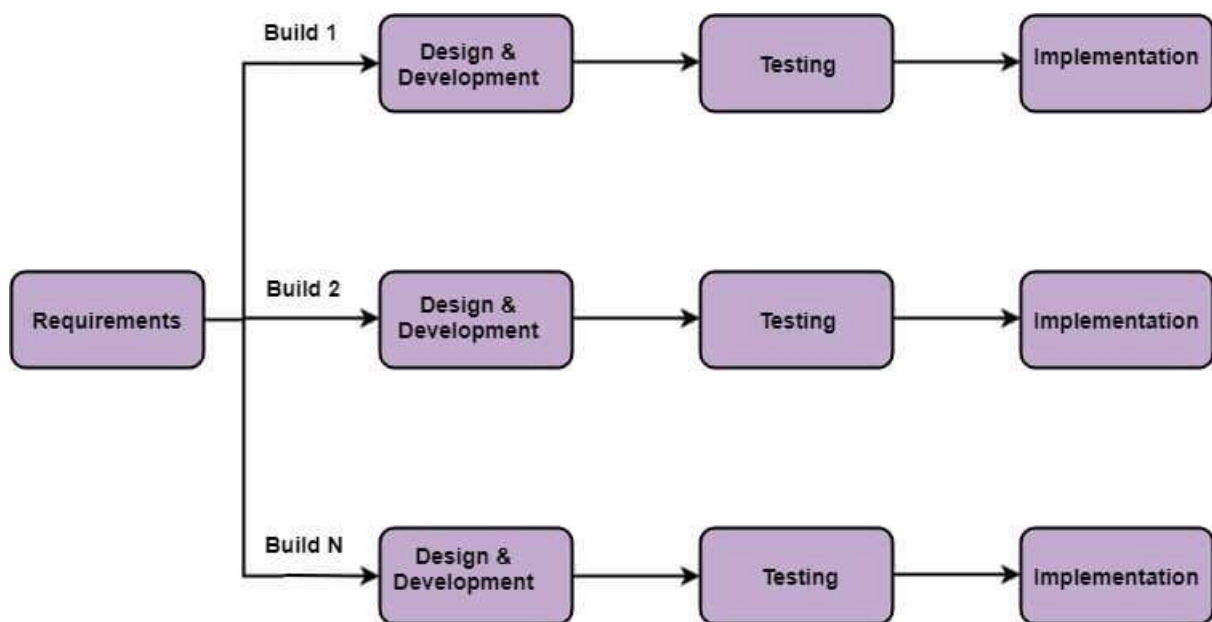 Build 1
Design &
Development
Testing
Implementation
Requirements
Build 2
Design &
Development
Testing
Implementation
Build N
Design &
Development
Testing
Implementation